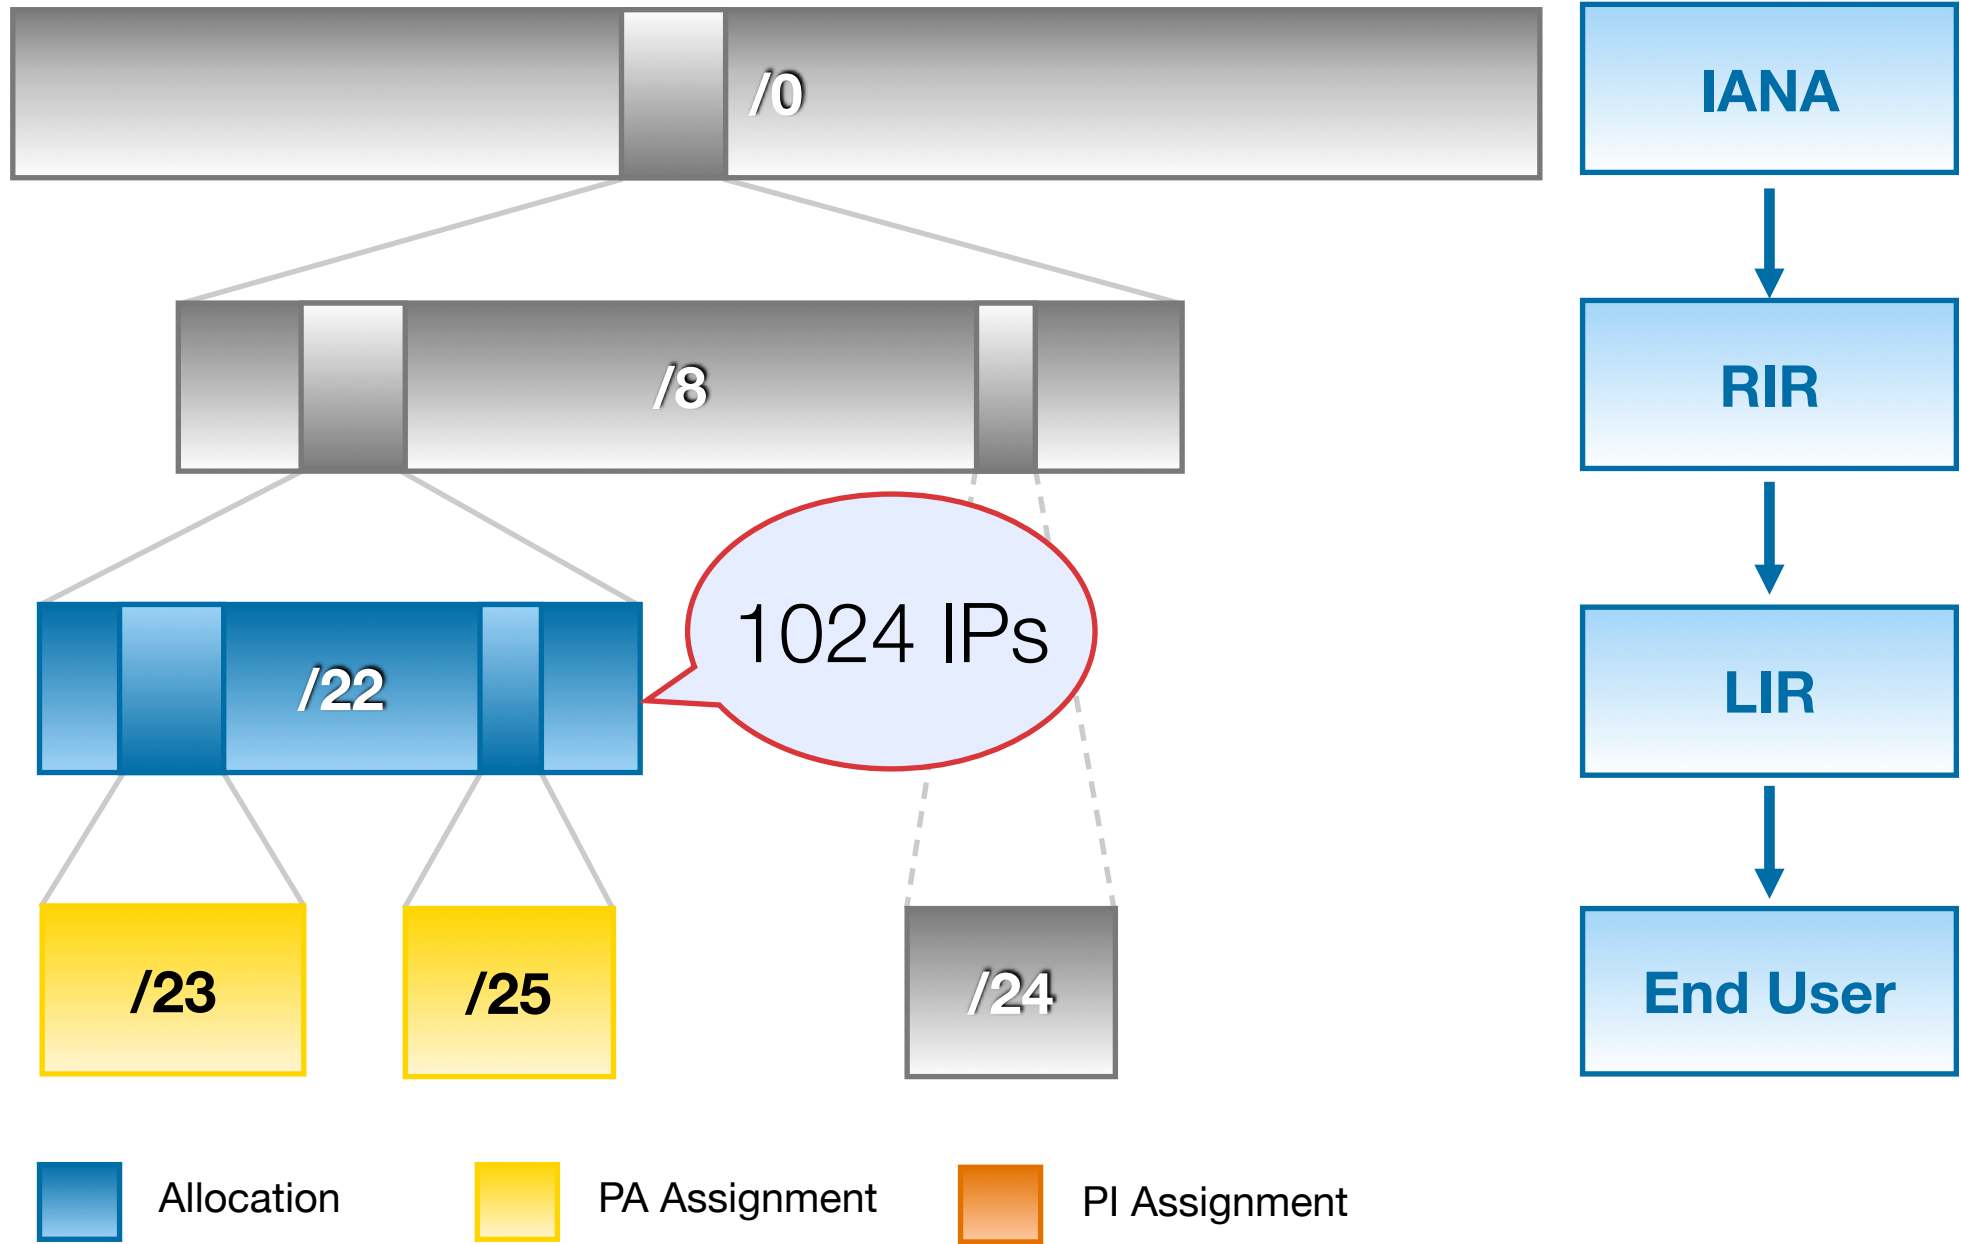 /0
IANA
/8
RIR
1024 IPs
/22
LIR
/23
/25
/24
End User
Allocation
PA Assignment
PI Assignment